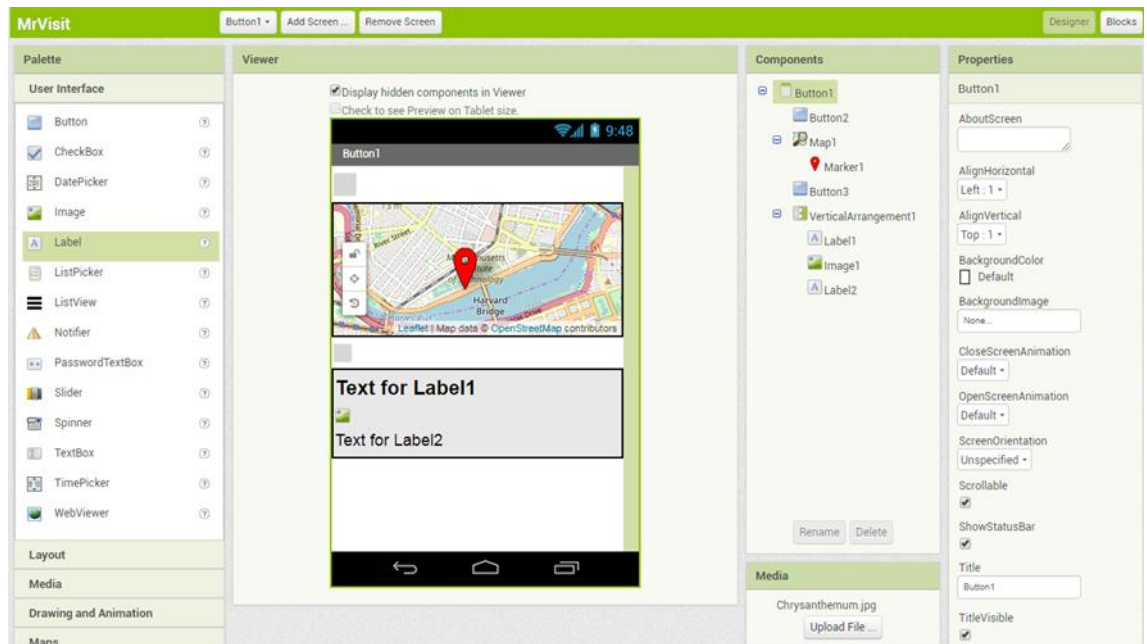 MrVisit
Button1
Add Screen ...
Remove Screen
Designer
Blocks
Palette
User Interface
Button
CheckBox
DatePicker
Image
Label
ListPicker
ListView
Notifier
PasswordTextBox
Slider
Spinner
TextBox
TimePicker
WebViewer
Layout
Media
Drawing and Animation
Maps
Viewer
Display hidden components in Viewer
Check to see Preview on Tablet size.
9:48
Button1
River Street
Harvard
Bridge
Leaflet | Map data © OpenStreetMap contributors
Text for Label1
Text for Label2
Components
Button1
Button2
Map1
Marker1
Button3
VerticalArrangement1
Label1
Image1
Label2
Rename
Delete
Media
Chrysanthemum.jpg
Upload File ...
Properties
Button1
AboutScreen
AlignHorizontal
Left : 1
AlignVertical
Top : 1
BackgroundColor
Default
BackgroundImage
None...
CloseScreenAnimation
Default
OpenScreenAnimation
Default
ScreenOrientation
Unspecified
Scrollable
ShowStatusBar
Title
Button1
TitleVisible